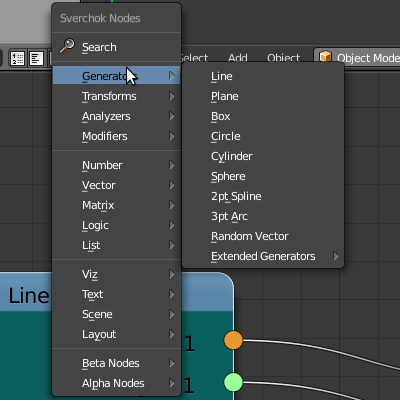 Sverchok Nodes
Search
Select Add Object Object Mode
Generators
Transforms
Analyzers
Modifiers
Number
Vector
Matrix
Logic
List
Viz
Text
Scene
Layout
Beta Nodes
Alpha Nodes
Line
Plane
Box
Circle
Cylinder
Sphere
2pt Spline
3pt Arc
Random Vector
Extended Generators
Line
1
1